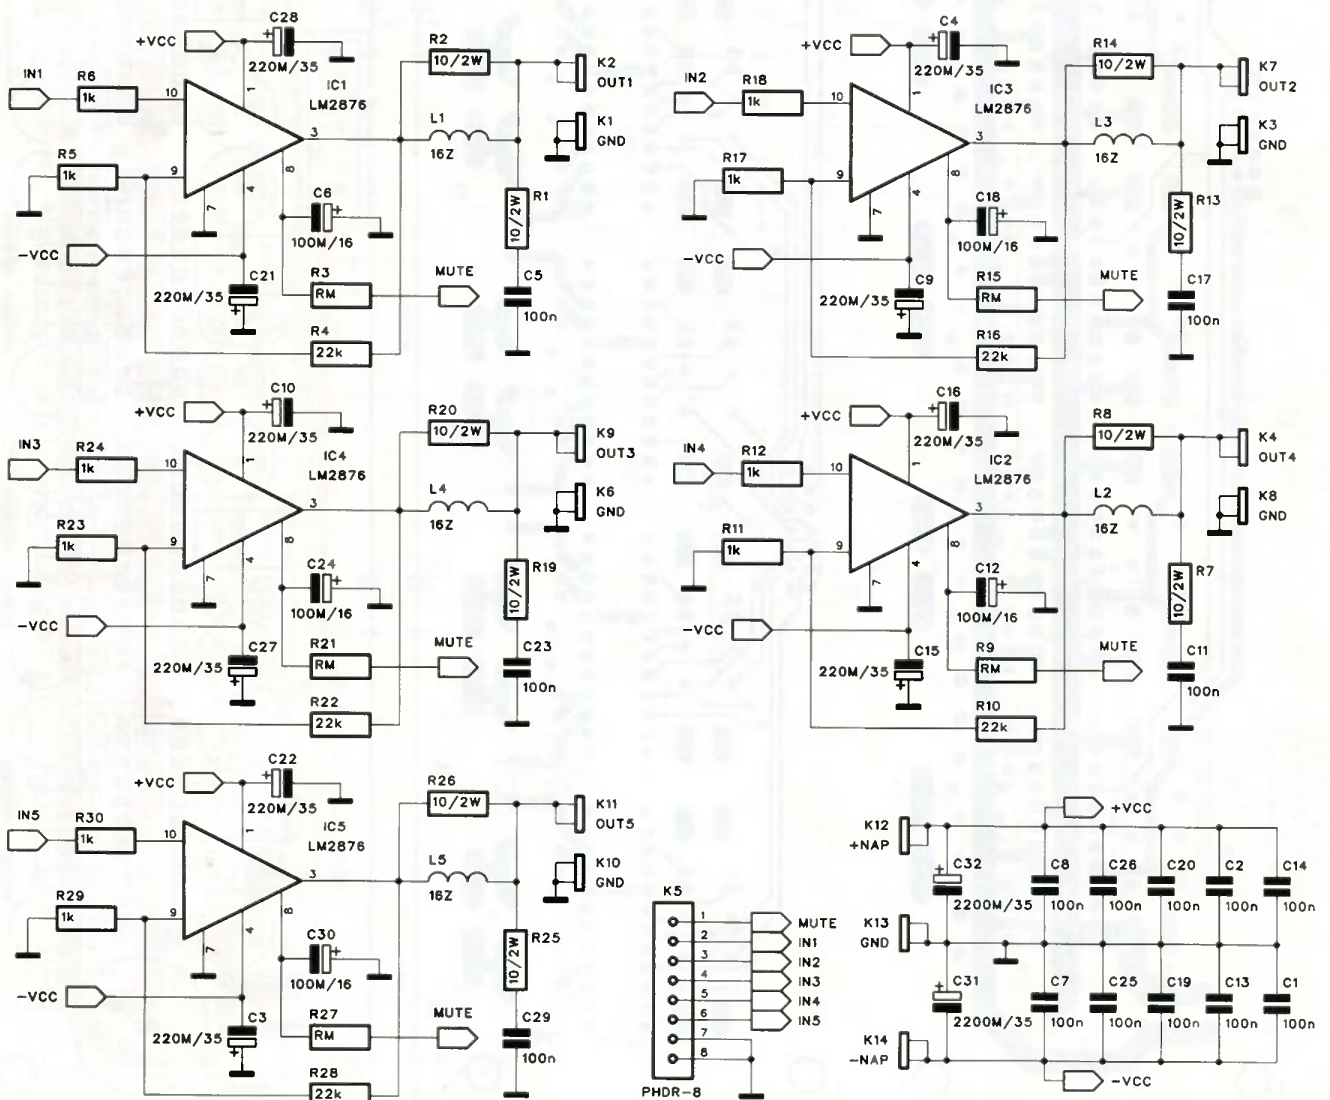 C28
+VCC
220M/35
IN1
R6
1k
10
1
IC1
LM2876
R2
10/2W
K2
OUT1
K1
GND
3
L1
16Z
R5
1k
9
7
4
8
C6
100M/16
R1
10/2W
-VCC
C21
220M/35
R3
RM
MUTE
C5
100n
R4
22k
C4
+VCC
220M/35
IN2
R18
1k
10
1
IC3
LM2876
R14
10/2W
K7
OUT2
K3
GND
3
L3
16Z
R17
1k
9
7
4
8
C18
100M/16
R13
10/2W
-VCC
C9
220M/35
R15
RM
MUTE
C17
100n
R16
22k
C10
+VCC
220M/35
IN3
R24
1k
10
1
IC4
LM2876
R20
10/2W
K9
OUT3
K6
GND
3
L4
16Z
R23
1k
9
7
4
8
C24
100M/16
R19
10/2W
-VCC
C27
220M/35
R21
RM
MUTE
C23
100n
R22
22k
C16
+VCC
220M/35
IN4
R12
1k
10
1
IC2
LM2876
R8
10/2W
K4
OUT4
K8
GND
3
L2
16Z
R11
1k
9
7
4
8
C12
100M/16
R7
10/2W
-VCC
C15
220M/35
R9
RM
MUTE
C11
100n
R10
22k
C22
+VCC
220M/35
IN5
R30
1k
10
1
IC5
LM2876
R26
10/2W
K11
OUT5
K10
GND
3
L5
16Z
R29
1k
9
7
4
8
C30
100M/16
R25
10/2W
-VCC
C3
220M/35
R27
RM
MUTE
C29
100n
R28
22k
K5
1 MUTE
2 IN1
3 IN2
4 IN3
5 IN4
6 IN5
7
8
PHDR-8
+VCC
K12
+NAP
C32
2200M/35
C8
100n
C26
100n
C20
100n
C2
100n
C14
100n
K13
GND
C31
2200M/35
C7
100n
C25
100n
C19
100n
C13
100n
C1
100n
K14
-NAP
-VCC